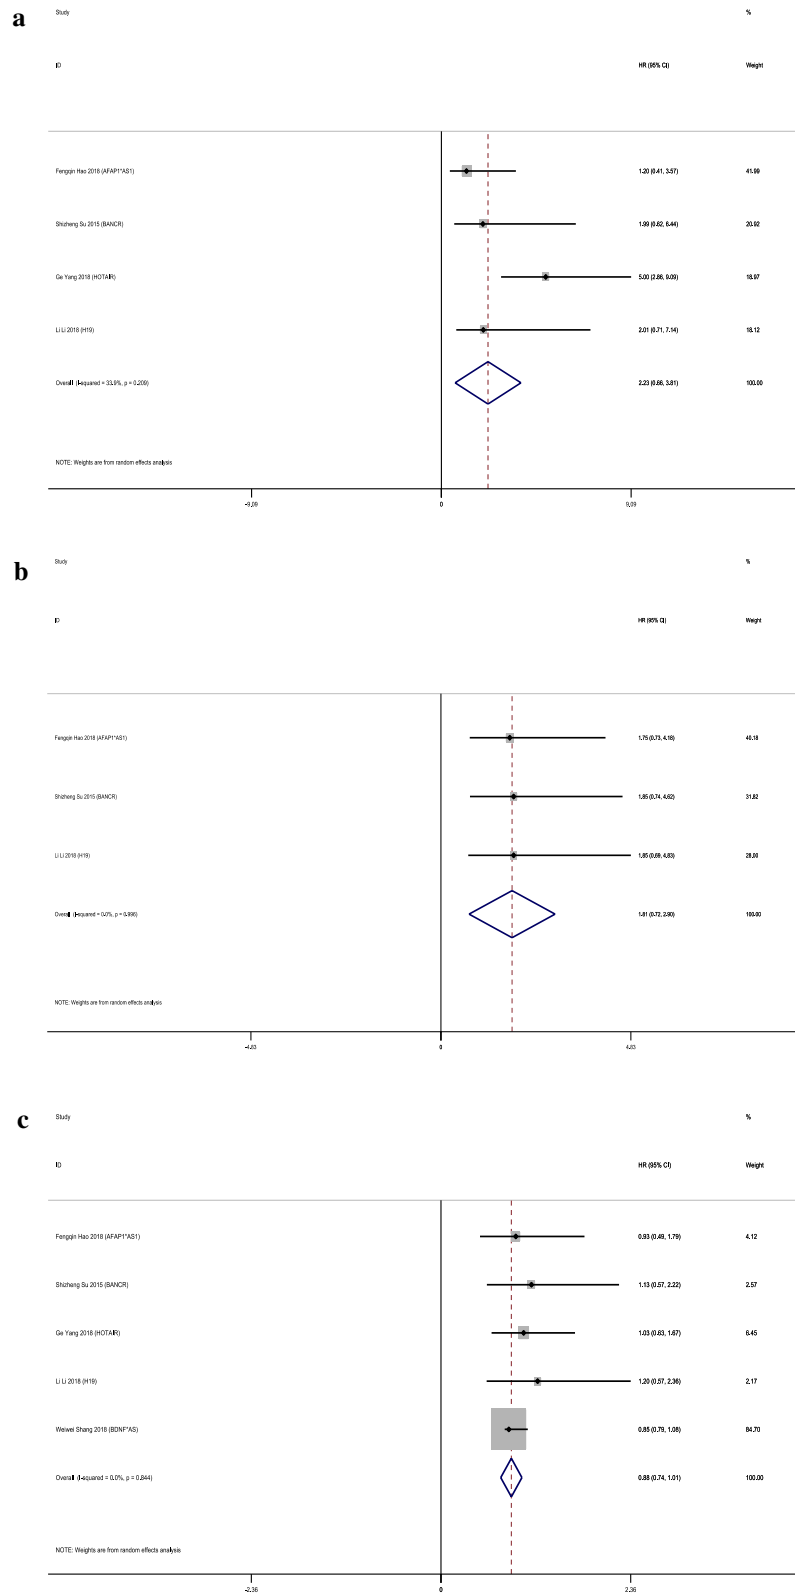 a
Study %
ID HR (95% CI) Weight
Fengqin Hao 2018 (AFAP1*AS1) 1.20 (0.41, 3.57) 41.99
Shizheng Su 2015 (BANCR) 1.99 (0.62, 6.44) 20.92
Ge Yang 2018 (HOTAIR) 5.00 (2.86, 9.09) 18.97
Li Li 2018 (H19) 2.01 (0.71, 7.14) 18.12
Overall (I-squared = 33.9%, p = 0.209) 2.23 (0.66, 3.81) 100.00
NOTE: Weights are from random effects analysis
-9.09 0 9.09
b
Study %
ID HR (95% CI) Weight
Fengqin Hao 2018 (AFAP1*AS1) 1.75 (0.73, 4.18) 40.18
Shizheng Su 2015 (BANCR) 1.85 (0.74, 4.62) 31.82
Li Li 2018 (H19) 1.85 (0.69, 4.83) 28.00
Overall (I-squared = 0.0%, p = 0.996) 1.81 (0.72, 2.90) 100.00
NOTE: Weights are from random effects analysis
-4.83 0 4.83
c
Study %
ID HR (95% CI) Weight
Fengqin Hao 2018 (AFAP1*AS1) 0.93 (0.49, 1.79) 4.12
Shizheng Su 2015 (BANCR) 1.13 (0.57, 2.22) 2.57
Ge Yang 2018 (HOTAIR) 1.03 (0.63, 1.67) 6.45
Li Li 2018 (H19) 1.20 (0.57, 2.36) 2.17
Weiwei Shang 2018 (BDNF*AS) 0.85 (0.79, 1.08) 84.70
Overall (I-squared = 0.0%, p = 0.844) 0.88 (0.74, 1.01) 100.00
NOTE: Weights are from random effects analysis
-2.36 0 2.36